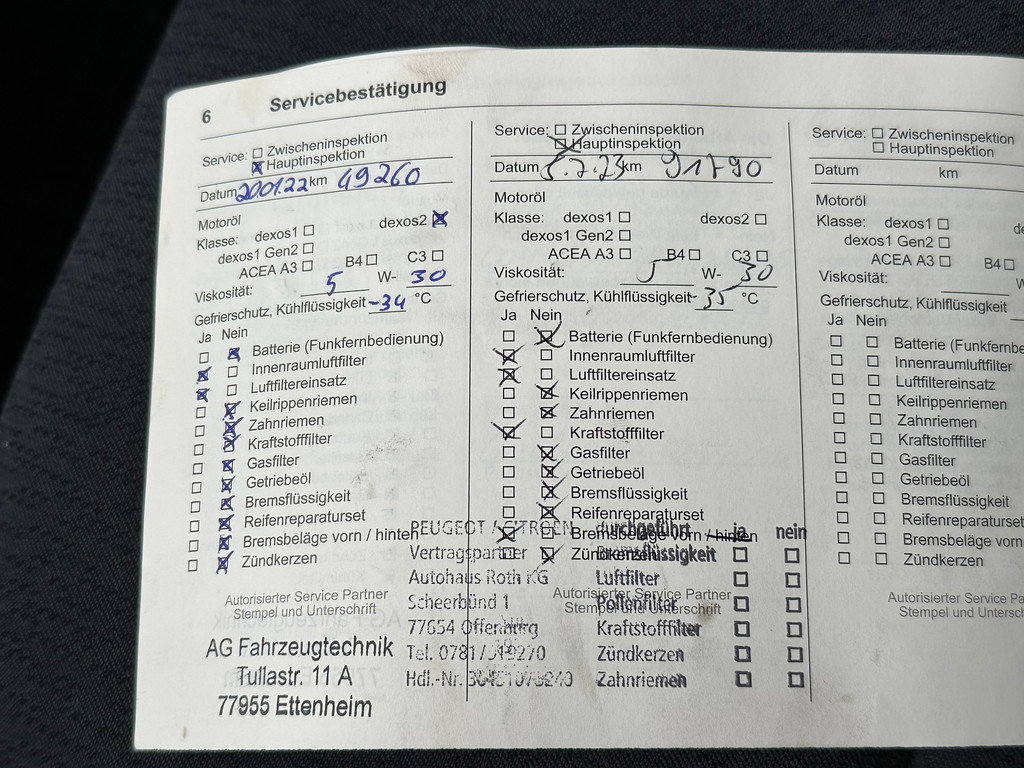 6 Servicebestätigung
Service: ☐ Zwischeninspektion
☒ Hauptinspektion
Datum 20.01.22 km 49260
Motoröl
Klasse: dexos1 ☐ dexos2 ☒
dexos1 Gen2 ☐
ACEA A3 ☐ B4 ☐ C3 ☐
Viskosität: 5 W- 30
Gefrierschutz, Kühlflüssigkeit -34 °C
Ja Nein
☐ ☒ Batterie (Funkfernbedienung)
☒ ☐ Innenraumluftfilter
☒ ☐ Luftfiltereinsatz
☐ ☒ Keilrippenriemen
☐ ☒ Zahnriemen
☐ ☒ Kraftstofffilter
☐ ☒ Gasfilter
☐ ☒ Getriebeöl
☐ ☒ Bremsflüssigkeit
☐ ☒ Reifenreparaturset
☐ ☒ Bremsbeläge vorn / hinten
☐ ☒ Zündkerzen
Autorisierter Service Partner
Stempel und Unterschrift
AG Fahrzeugtechnik
Tullastr. 11 A
77955 Ettenheim
Service: ☐ Zwischeninspektion
☒ Hauptinspektion
Datum .7.23 km 91790
Motoröl
Klasse: dexos1 ☐ dexos2 ☐
dexos1 Gen2 ☐
ACEA A3 ☐ B4 ☐ C3 ☐
Viskosität: 5 W- 30
Gefrierschutz, Kühlflüssigkeit -35 °C
Ja Nein
☐ ☒ Batterie (Funkfernbedienung)
☒ ☐ Innenraumluftfilter
☒ ☐ Luftfiltereinsatz
☐ ☒ Keilrippenriemen
☐ ☒ Zahnriemen
☒ ☐ Kraftstofffilter
☐ ☒ Gasfilter
☐ ☒ Getriebeöl
☐ ☒ Bremsflüssigkeit
☐ ☒ Reifenreparaturset
☒ ☐ Bremsbeläge vorn / hinten
☐ ☒ Zündkerzen
Autorisierter Service Partner
Stempel und Unterschrift
PEUGEOT / CITROEN
Vertragspartner
Autohaus Roth KG
Scheerbünd 1
77654 Offenburg
Tel. 0781/
Hdl.-Nr.
durchgeführt ja nein
Bremsflüssigkeit ☐ ☐
Luftfilter ☐ ☐
Pollenfilter ☐ ☐
Kraftstofffilter ☐ ☐
Zündkerzen ☐ ☐
Zahnriemen ☐ ☐
Service: ☐ Zwischeninspektion
☐ Hauptinspektion
Datum km
Motoröl
Klasse: dexos1 ☐ de
dexos1 Gen2 ☐
ACEA A3 ☐ B4 ☐
Viskosität: W
Gefrierschutz, Kühlflüssigkeit
Ja Nein
☐ ☐ Batterie (Funkfernbe
☐ ☐ Innenraumluftfilter
☐ ☐ Luftfiltereinsatz
☐ ☐ Keilrippenriemen
☐ ☐ Zahnriemen
☐ ☐ Kraftstofffilter
☐ ☐ Gasfilter
☐ ☐ Getriebeöl
☐ ☐ Bremsflüssigkeit
☐ ☐ Reifenreparaturset
☐ ☐ Bremsbeläge vorn
☐ ☐ Zündkerzen
Autorisierter Service Pa
Stempel und Untersch